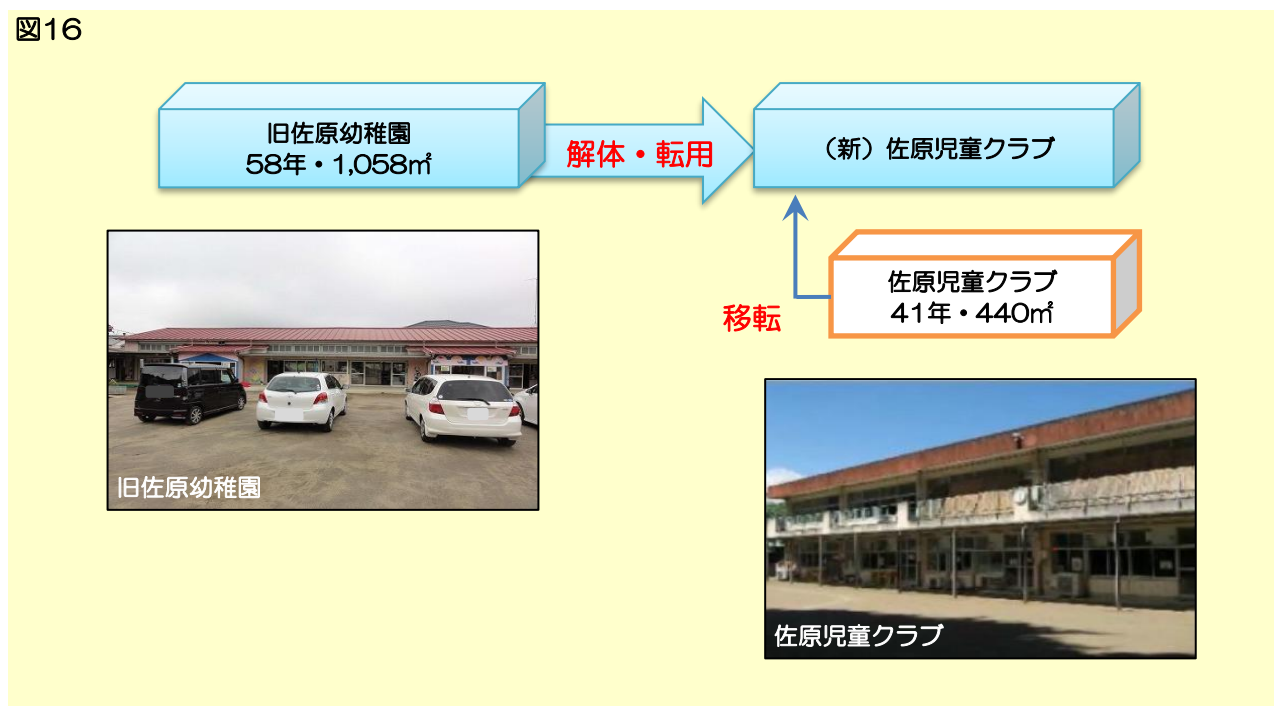 図16
旧佐原幼稚園
58年・1,058㎡
解体・転用
（新）佐原児童クラブ
佐原児童クラブ
41年・440㎡
移転
旧佐原幼稚園
佐原児童クラブ